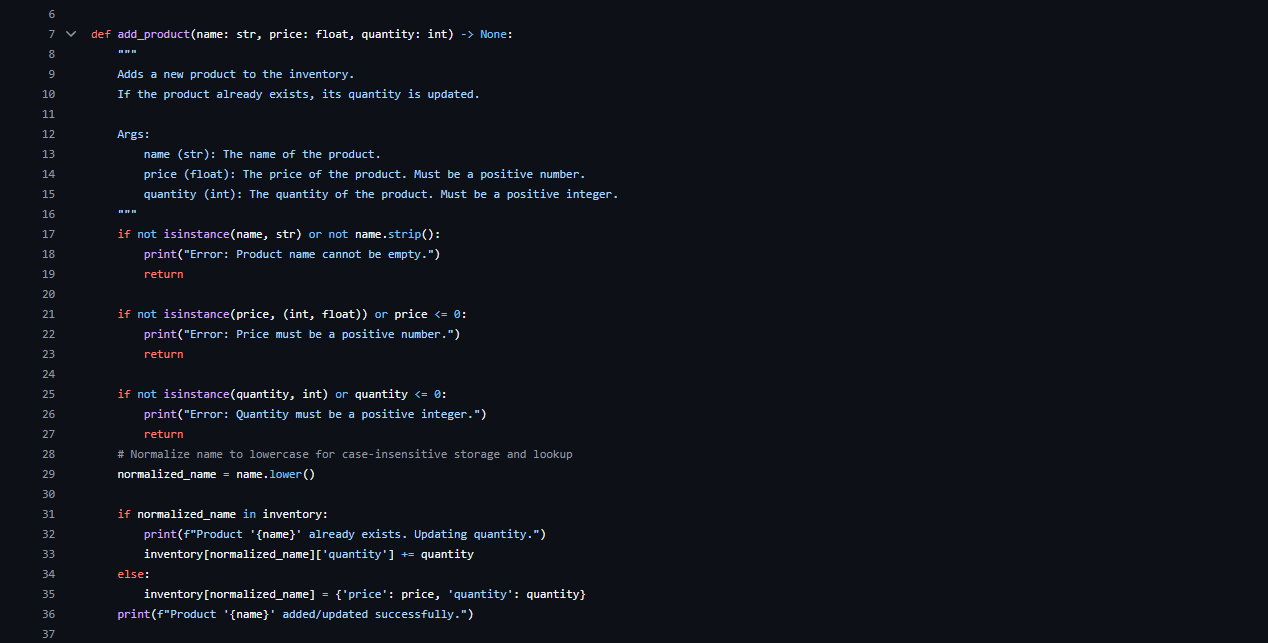 6
7 def add_product(name: str, price: float, quantity: int) -> None:
8     """
9     Adds a new product to the inventory.
10     If the product already exists, its quantity is updated.
11
12     Args:
13         name (str): The name of the product.
14         price (float): The price of the product. Must be a positive number.
15         quantity (int): The quantity of the product. Must be a positive integer.
16     """
17     if not isinstance(name, str) or not name.strip():
18         print("Error: Product name cannot be empty.")
19         return
20
21     if not isinstance(price, (int, float)) or price <= 0:
22         print("Error: Price must be a positive number.")
23         return
24
25     if not isinstance(quantity, int) or quantity <= 0:
26         print("Error: Quantity must be a positive integer.")
27         return
28     # Normalize name to lowercase for case-insensitive storage and lookup
29     normalized_name = name.lower()
30
31     if normalized_name in inventory:
32         print(f"Product '{name}' already exists. Updating quantity.")
33         inventory[normalized_name]['quantity'] += quantity
34     else:
35         inventory[normalized_name] = {'price': price, 'quantity': quantity}
36     print(f"Product '{name}' added/updated successfully.")
37